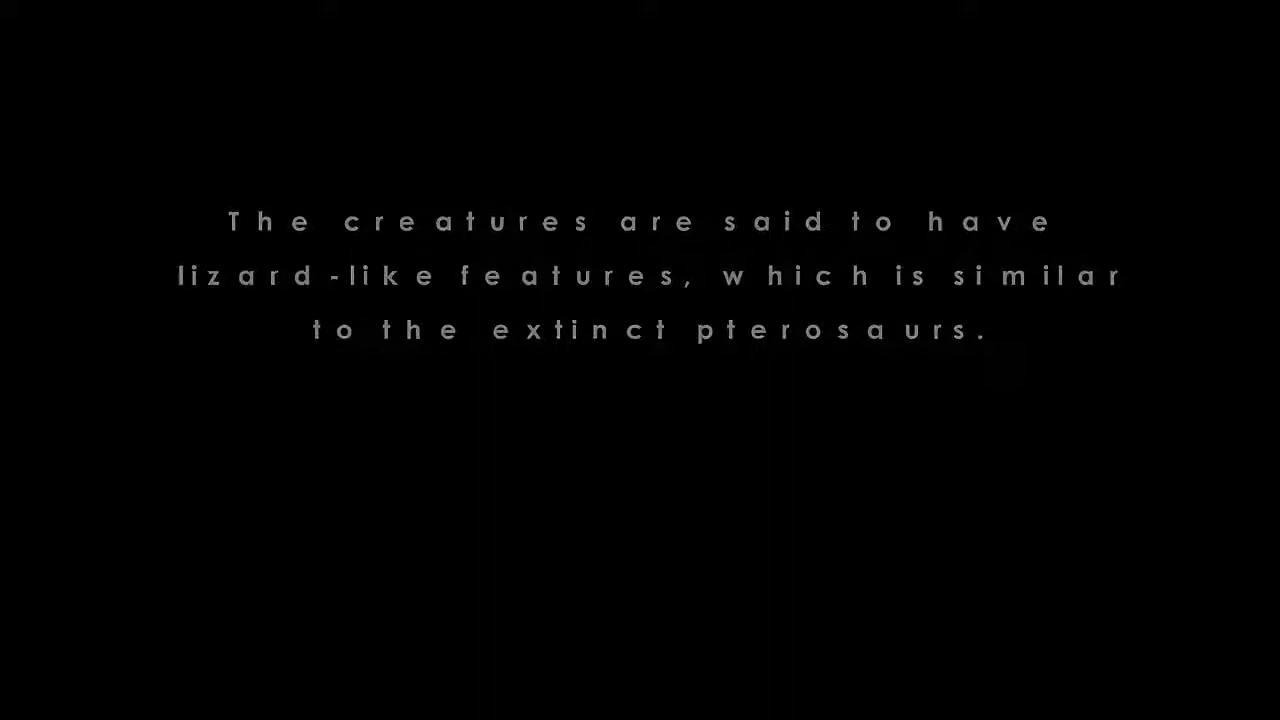 The creatures are said to have
lizard-like features, which is similar
to the extinct pterosaurs.